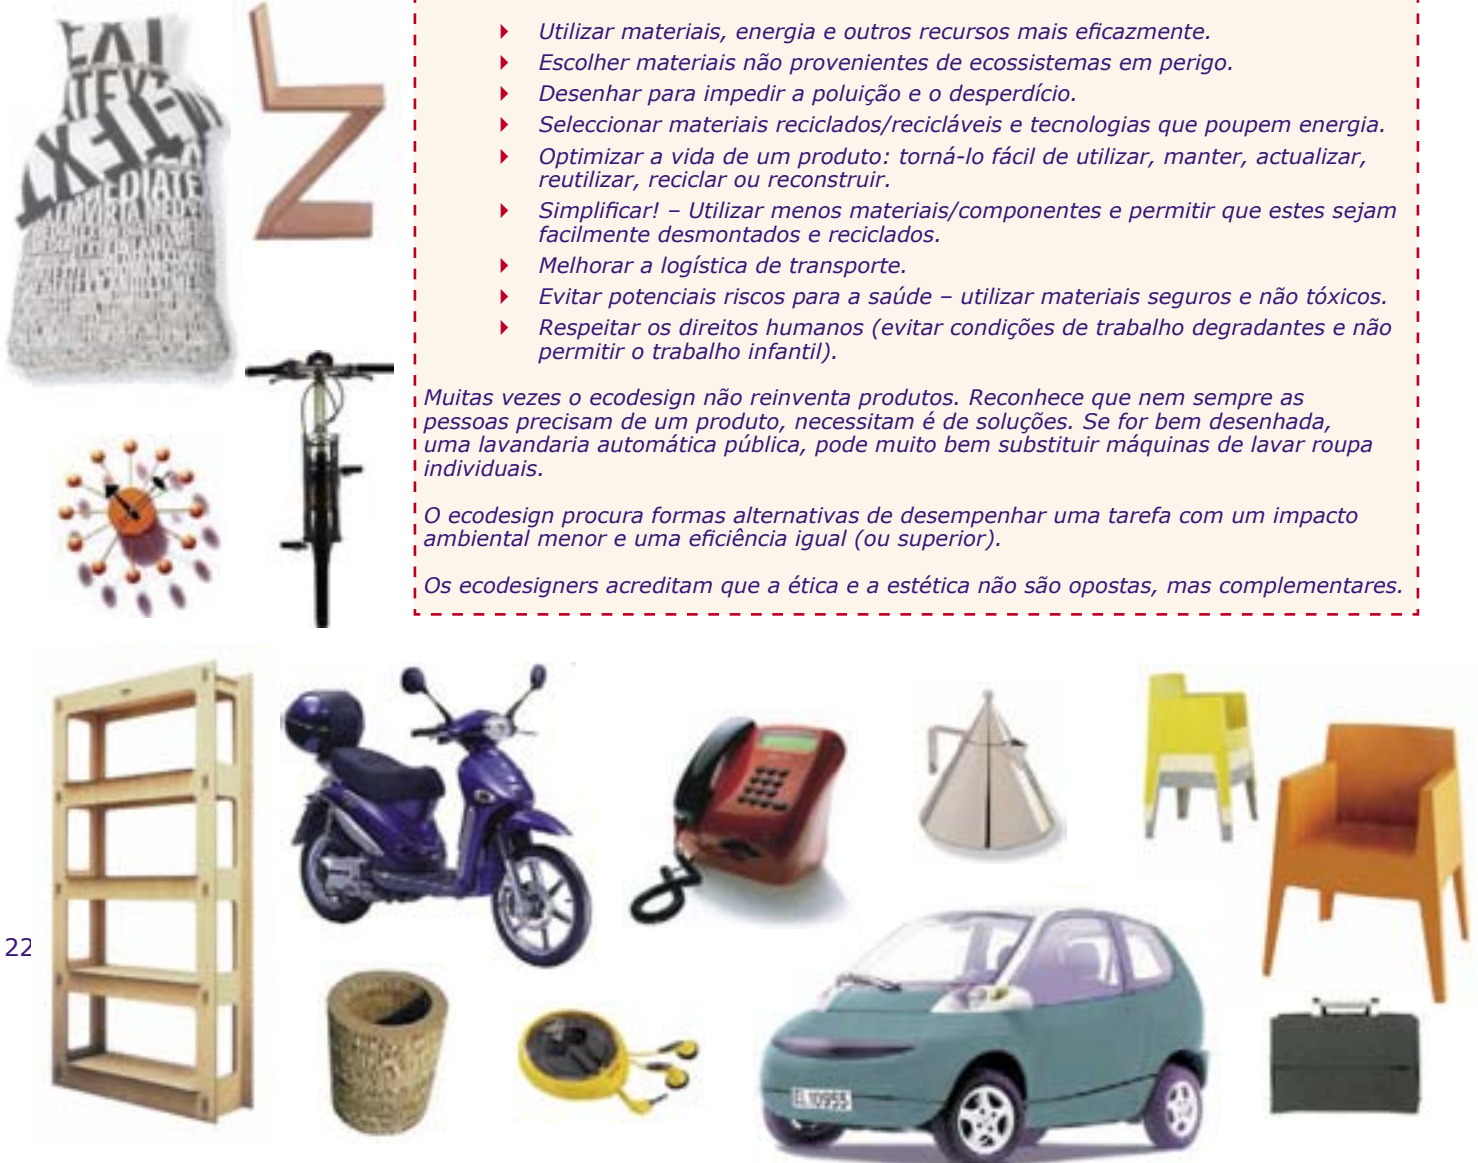 Utilizar materiais, energia e outros recursos mais eficazmente.
Escolher materiais não provenientes de ecossistemas em perigo.
Desenhar para impedir a poluição e o desperdício.
Seleccionar materiais reciclados/recicláveis e tecnologias que poupem energia.
Optimizar a vida de um produto: torná-lo fácil de utilizar, manter, actualizar,
reutilizar, reciclar ou reconstruir.
Simplificar! – Utilizar menos materiais/componentes e permitir que estes sejam
facilmente desmontados e reciclados.
Melhorar a logística de transporte.
Evitar potenciais riscos para a saúde – utilizar materiais seguros e não tóxicos.
Respeitar os direitos humanos (evitar condições de trabalho degradantes e não
permitir o trabalho infantil).
Muitas vezes o ecodesign não reinventa produtos. Reconhece que nem sempre as
pessoas precisam de um produto, necessitam é de soluções. Se for bem desenhada,
uma lavandaria automática pública, pode muito bem substituir máquinas de lavar roupa
individuais.
O ecodesign procura formas alternativas de desempenhar uma tarefa com um impacto
ambiental menor e uma eficiência igual (ou superior).
Os ecodesigners acreditam que a ética e a estética não são opostas, mas complementares.
22
EL 10955